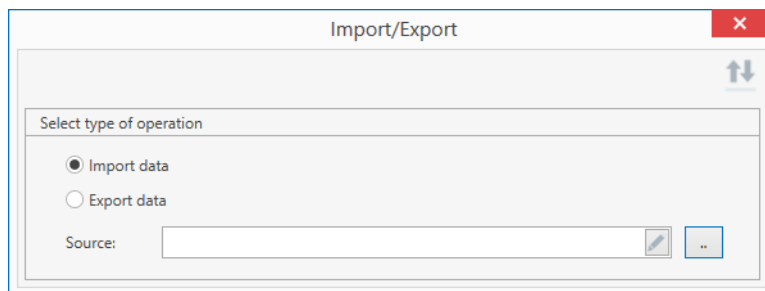 Import/Export
Select type of operation
Import data
Export data
Source:
..